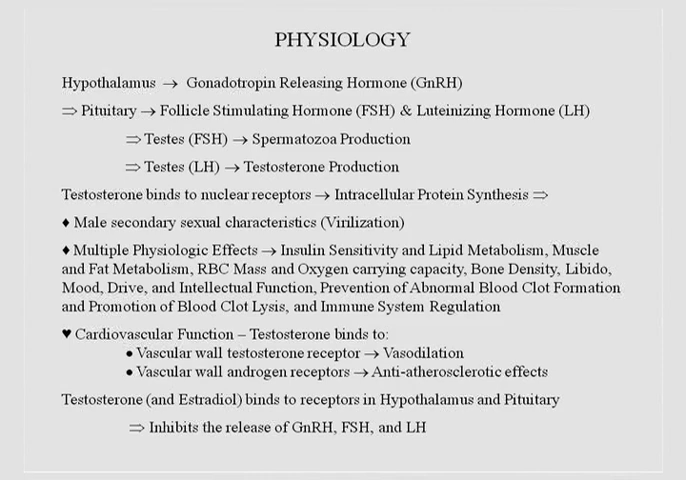 PHYSIOLOGY
Hypothalamus → Gonadotropin Releasing Hormone (GnRH)
⇒ Pituitary → Follicle Stimulating Hormone (FSH) & Luteinizing Hormone (LH)
⇒ Testes (FSH) → Spermatozoa Production
⇒ Testes (LH) → Testosterone Production
Testosterone binds to nuclear receptors → Intracellular Protein Synthesis ⇒
♦ Male secondary sexual characteristics (Virilization)
♦ Multiple Physiologic Effects → Insulin Sensitivity and Lipid Metabolism, Muscle
and Fat Metabolism, RBC Mass and Oxygen carrying capacity, Bone Density, Libido,
Mood, Drive, and Intellectual Function, Prevention of Abnormal Blood Clot Formation
and Promotion of Blood Clot Lysis, and Immune System Regulation
♥ Cardiovascular Function – Testosterone binds to:
● Vascular wall testosterone receptor → Vasodilation
● Vascular wall androgen receptors → Anti-atherosclerotic effects
Testosterone (and Estradiol) binds to receptors in Hypothalamus and Pituitary
⇒ Inhibits the release of GnRH, FSH, and LH